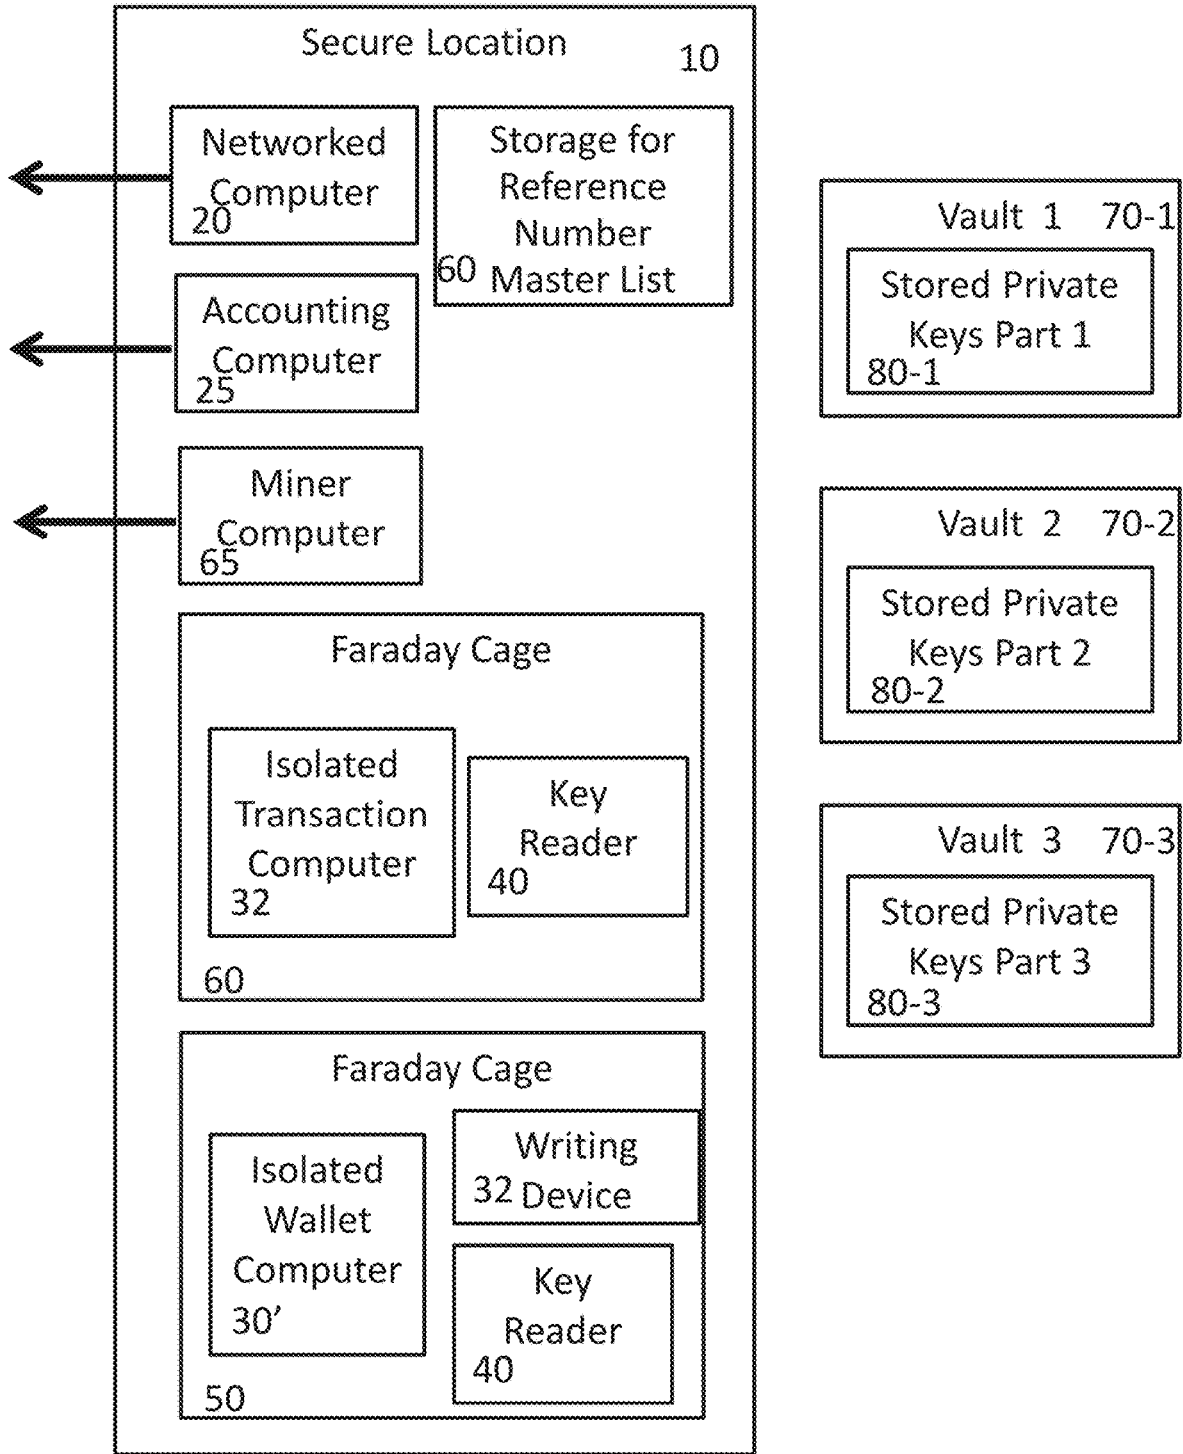 Secure Location
10
Networked
Computer
20
Storage for
Reference
Number
60
Master List
Accounting
Computer
25
Miner
Computer
65
Faraday Cage
Isolated
Transaction
Computer
32
Key
Reader
40
60
Faraday Cage
Isolated
Wallet
Computer
30'
Writing
32 Device
Key
Reader
40
50
Vault 1 70-1
Stored Private
Keys Part 1
80-1
Vault 2 70-2
Stored Private
Keys Part 2
80-2
Vault 3 70-3
Stored Private
Keys Part 3
80-3